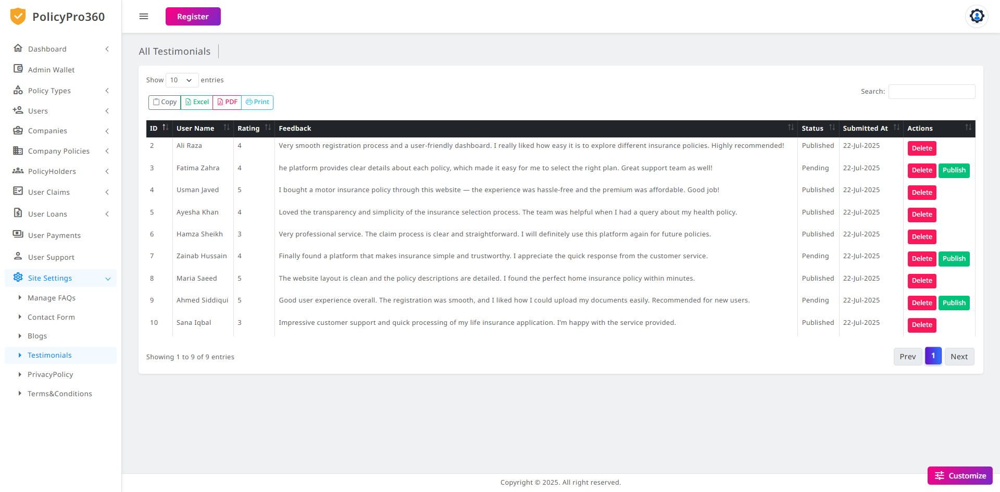 PolicyPro360
Register
Dashboard
Admin Wallet
Policy Types
Users
Companies
Company Policies
PolicyHolders
User Claims
User Loans
User Payments
User Support
Site Settings
Manage FAQs
Contact Form
Blogs
Testimonials
PrivacyPolicy
Terms&Conditions
All Testimonials
Show 10 entries
Search:
Copy Excel PDF Print
ID User Name Rating Feedback Status Submitted At Actions
2 Ali Raza 4 Very smooth registration process and a user-friendly dashboard. I really liked how easy it is to explore different insurance policies. Highly recommended! Published 22-Jul-2025 Delete
3 Fatima Zahra 4 he platform provides clear details about each policy, which made it easy for me to select the right plan. Great support team as well! Pending 22-Jul-2025 Delete Publish
4 Usman Javed 5 I bought a motor insurance policy through this website — the experience was hassle-free and the premium was affordable. Good job! Published 22-Jul-2025 Delete
5 Ayesha Khan 4 Loved the transparency and simplicity of the insurance selection process. The team was helpful when I had a query about my health policy. Published 22-Jul-2025 Delete
6 Hamza Sheikh 3 Very professional service. The claim process is clear and straightforward. I will definitely use this platform again for future policies. Published 22-Jul-2025 Delete
7 Zainab Hussain 4 Finally found a platform that makes insurance simple and trustworthy. I appreciate the quick response from the customer service. Pending 22-Jul-2025 Delete Publish
8 Maria Saeed 5 The website layout is clean and the policy descriptions are detailed. I found the perfect home insurance policy within minutes. Published 22-Jul-2025 Delete
9 Ahmed Siddiqui 5 Good user experience overall. The registration was smooth, and I liked how I could upload my documents easily. Recommended for new users. Pending 22-Jul-2025 Delete Publish
10 Sana Iqbal 3 Impressive customer support and quick processing of my life insurance application. I’m happy with the service provided. Published 22-Jul-2025 Delete
Showing 1 to 9 of 9 entries
Prev 1 Next
Customize
Copyright © 2025. All right reserved.